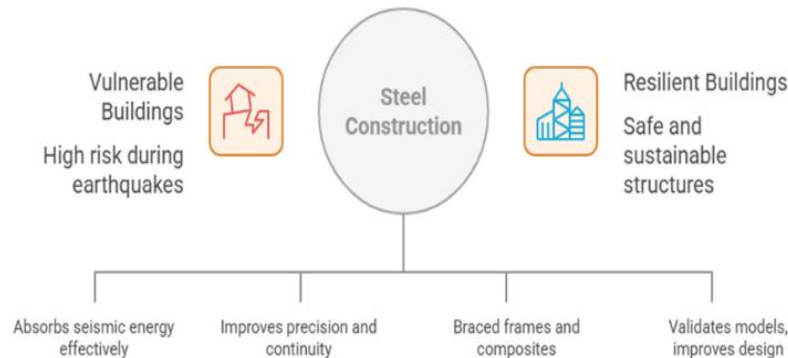 Vulnerable
Buildings
High risk during
earthquakes
Steel
Construction
Resilient Buildings
Safe and
sustainable
structures
Absorbs seismic energy
effectively
Improves precision and
continuity
Braced frames and
composites
Validates models,
improves design